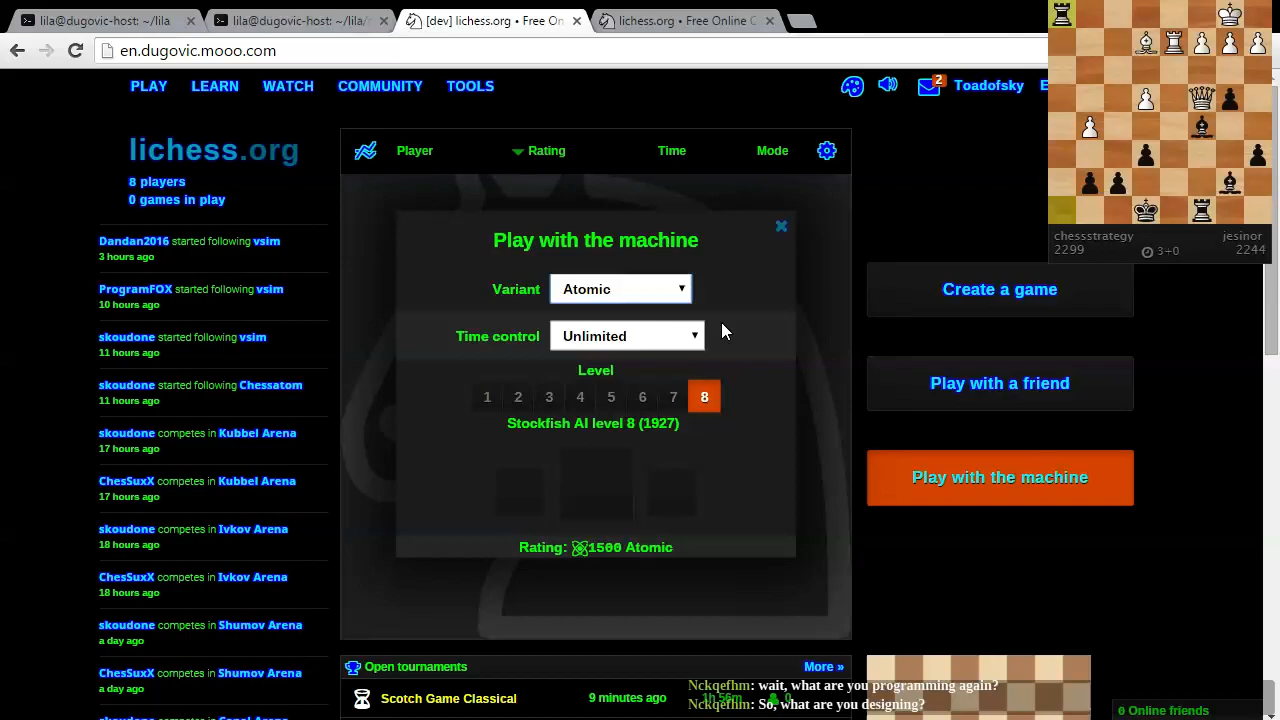 lila@dugovic-host: ~/lila
lila@dugovic-host: ~/lila/m
[dev] lichess.org • Free On
lichess.org • Free Online C
en.dugovic.mooo.com
PLAY LEARN WATCH COMMUNITY TOOLS
2
Toadofsky
lichess.org
8 players
0 games in play
Dandan2016 started following vsim
3 hours ago
ProgramFOX started following vsim
10 hours ago
skoudone started following vsim
11 hours ago
skoudone started following Chessatom
11 hours ago
skoudone competes in Kubbel Arena
17 hours ago
ChesSuxX competes in Kubbel Arena
17 hours ago
skoudone competes in Ivkov Arena
18 hours ago
ChesSuxX competes in Ivkov Arena
18 hours ago
skoudone competes in Shumov Arena
a day ago
ChesSuxX competes in Shumov Arena
a day ago
Player Rating Time Mode
Play with the machine
Variant Atomic
Time control Unlimited
Level
1 2 3 4 5 6 7 8
Stockfish AI level 8 (1927)
Rating: 1500 Atomic
Open tournaments More »
Scotch Game Classical 9 minutes ago 1h 56m 0
chessstrategy jesinor
2299 3+0 2244
Create a game
Play with a friend
Play with the machine
Nckqefhm: wait, what are you programming again?
Nckqefhm: So, what are you designing?
0 Online friends